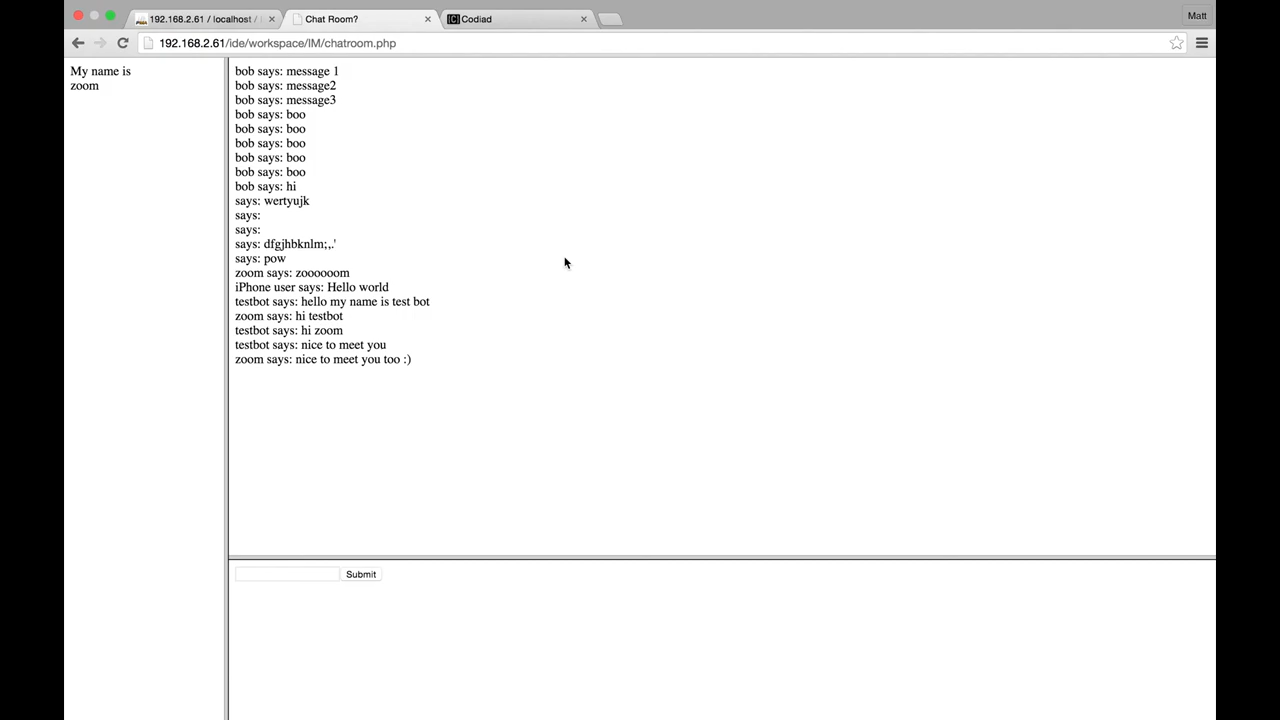 192.168.2.61 / localhost /
Chat Room?
[C] Codiad
Matt
192.168.2.61/ide/workspace/IM/chatroom.php
My name is
zoom
bob says: message 1
bob says: message2
bob says: message3
bob says: boo
bob says: boo
bob says: boo
bob says: boo
bob says: boo
bob says: hi
says: wertyujk
says:
says:
says: dfgjhbknlm;,.'
says: pow
zoom says: zoooooom
iPhone user says: Hello world
testbot says: hello my name is test bot
zoom says: hi testbot
testbot says: hi zoom
testbot says: nice to meet you
zoom says: nice to meet you too :)
Submit